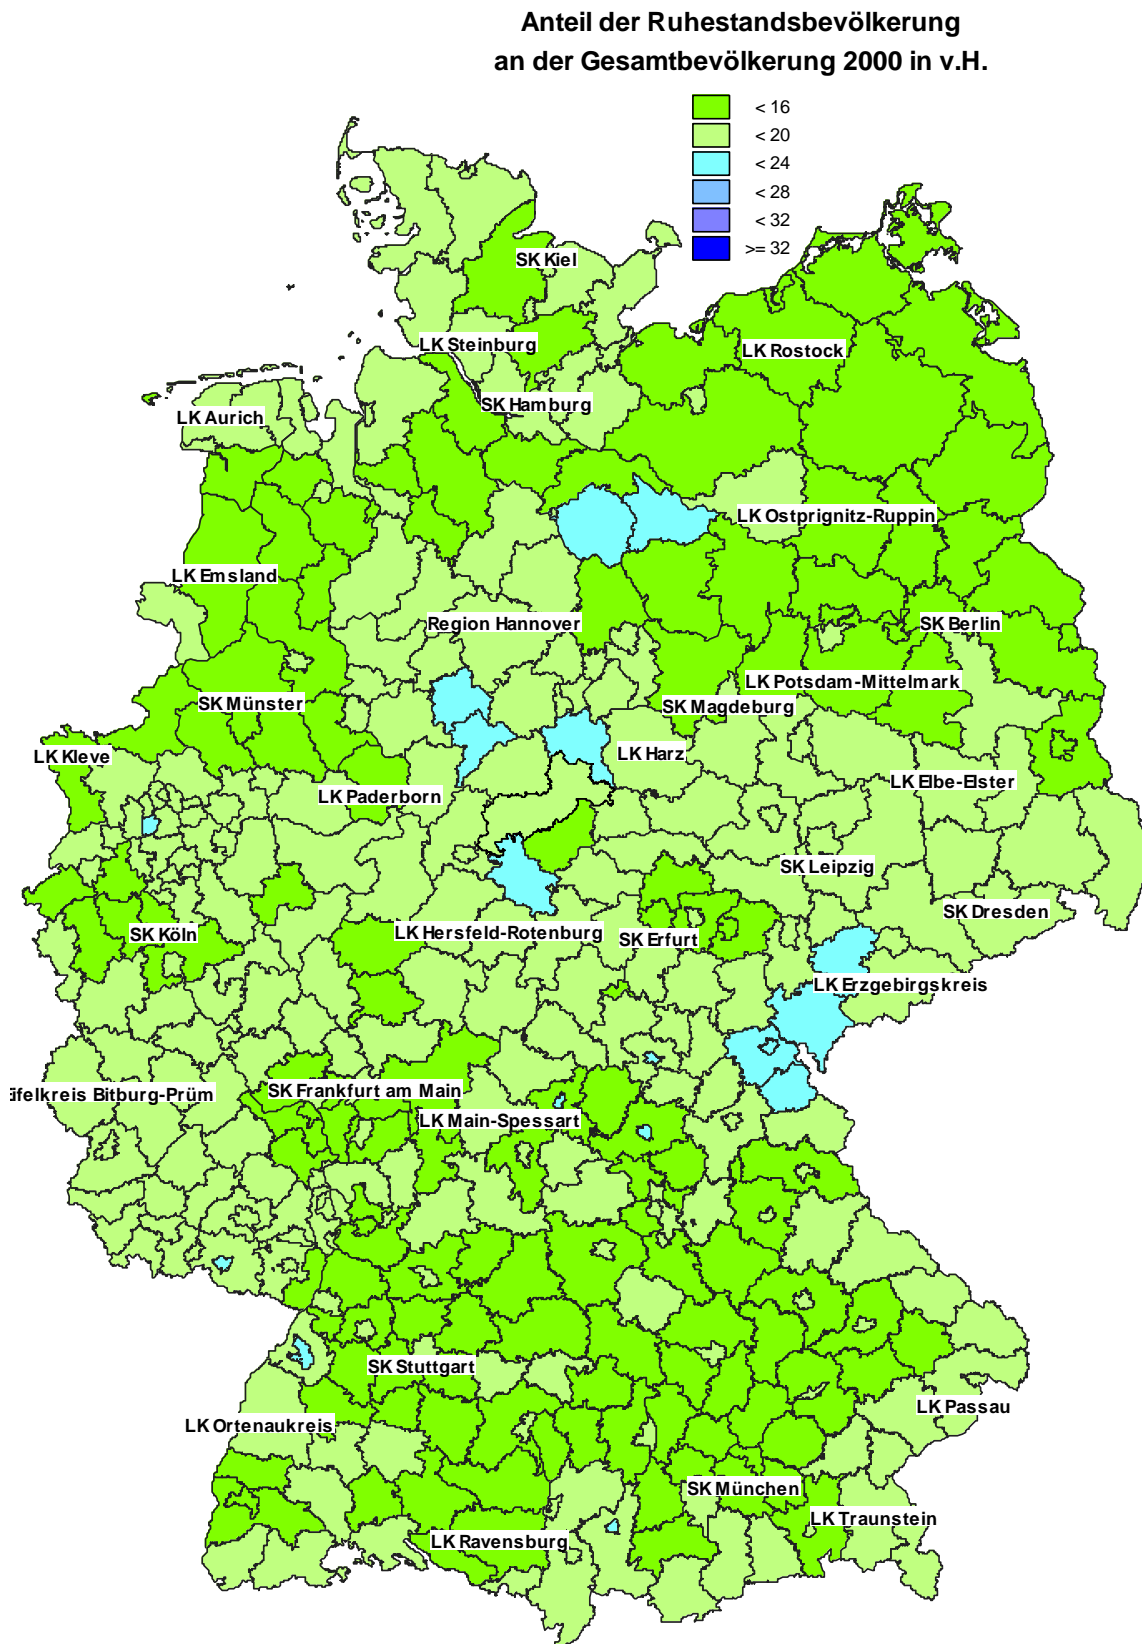 Anteil der Ruhestandsbevölkerung
an der Gesamtbevölkerung 2000 in v.H.
< 16
< 20
< 24
< 28
< 32
>= 32
SK Kiel
LK Steinburg
LK Rostock
SK Hamburg
LK Aurich
LK Ostprignitz-Ruppin
LK Emsland
Region Hannover
SK Berlin
LK Potsdam-Mittelmark
SK Münster
SK Magdeburg
LK Kleve
LK Harz
LK Elbe-Elster
LK Paderborn
SK Leipzig
SK Dresden
SK Köln
LK Hersfeld-Rotenburg
SK Erfurt
LK Erzgebirgskreis
ifelkreis Bitburg-Prüm
SK Frankfurt am Main
LK Main-Spessart
SK Stuttgart
LK Passau
LK Ortenaukreis
SK München
LK Traunstein
LK Ravensburg